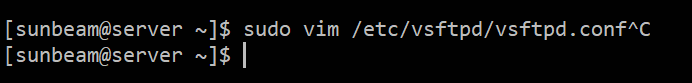 [sunbeam@server ~]$ sudo vim /etc/vsftpd/vsftpd.conf^C
[sunbeam@server ~]$